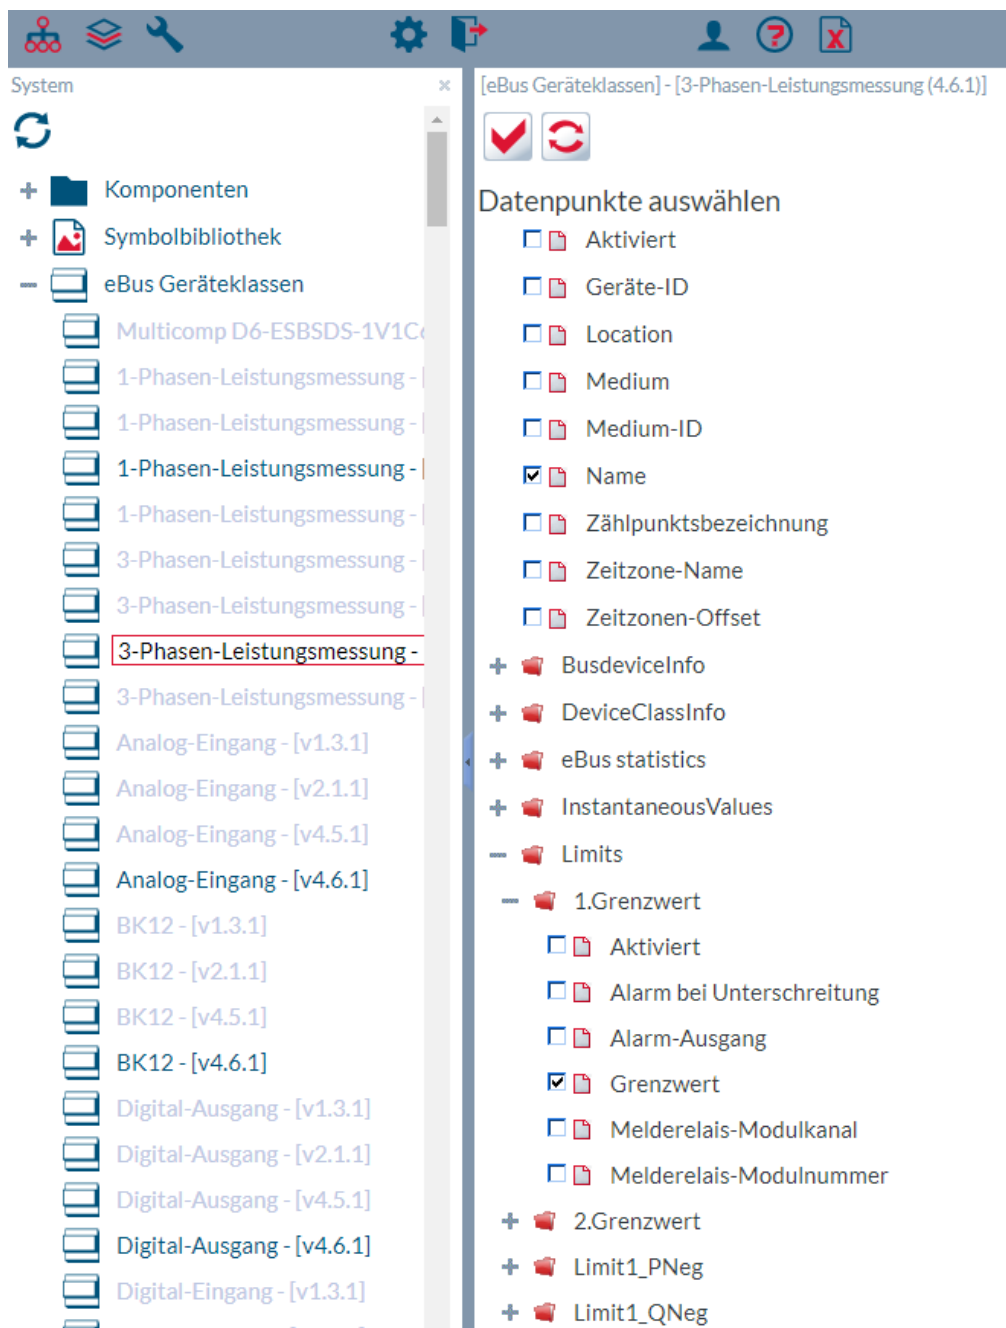 System
[eBus Geräteklassen] - [3-Phasen-Leistungsmessung (4.6.1)]
Komponenten
Symbolbibliothek
eBus Geräteklassen
Multicomp D6-ESBSDS-1V1C
1-Phasen-Leistungsmessung - [
1-Phasen-Leistungsmessung - [
1-Phasen-Leistungsmessung - [
1-Phasen-Leistungsmessung - [
3-Phasen-Leistungsmessung - [
3-Phasen-Leistungsmessung - [
3-Phasen-Leistungsmessung -
3-Phasen-Leistungsmessung - [
Analog-Eingang - [v1.3.1]
Analog-Eingang - [v2.1.1]
Analog-Eingang - [v4.5.1]
Analog-Eingang - [v4.6.1]
BK12 - [v1.3.1]
BK12 - [v2.1.1]
BK12 - [v4.5.1]
BK12 - [v4.6.1]
Digital-Ausgang - [v1.3.1]
Digital-Ausgang - [v2.1.1]
Digital-Ausgang - [v4.5.1]
Digital-Ausgang - [v4.6.1]
Digital-Eingang - [v1.3.1]
Datenpunkte auswählen
Aktiviert
Geräte-ID
Location
Medium
Medium-ID
Name
Zählpunktsbezeichnung
Zeitzone-Name
Zeitzonen-Offset
BusdeviceInfo
DeviceClassInfo
eBus statistics
InstantaneousValues
Limits
1.Grenzwert
Aktiviert
Alarm bei Unterschreitung
Alarm-Ausgang
Grenzwert
Melderelais-Modulkanal
Melderelais-Modulnummer
2.Grenzwert
Limit1_PNeg
Limit1_QNeg